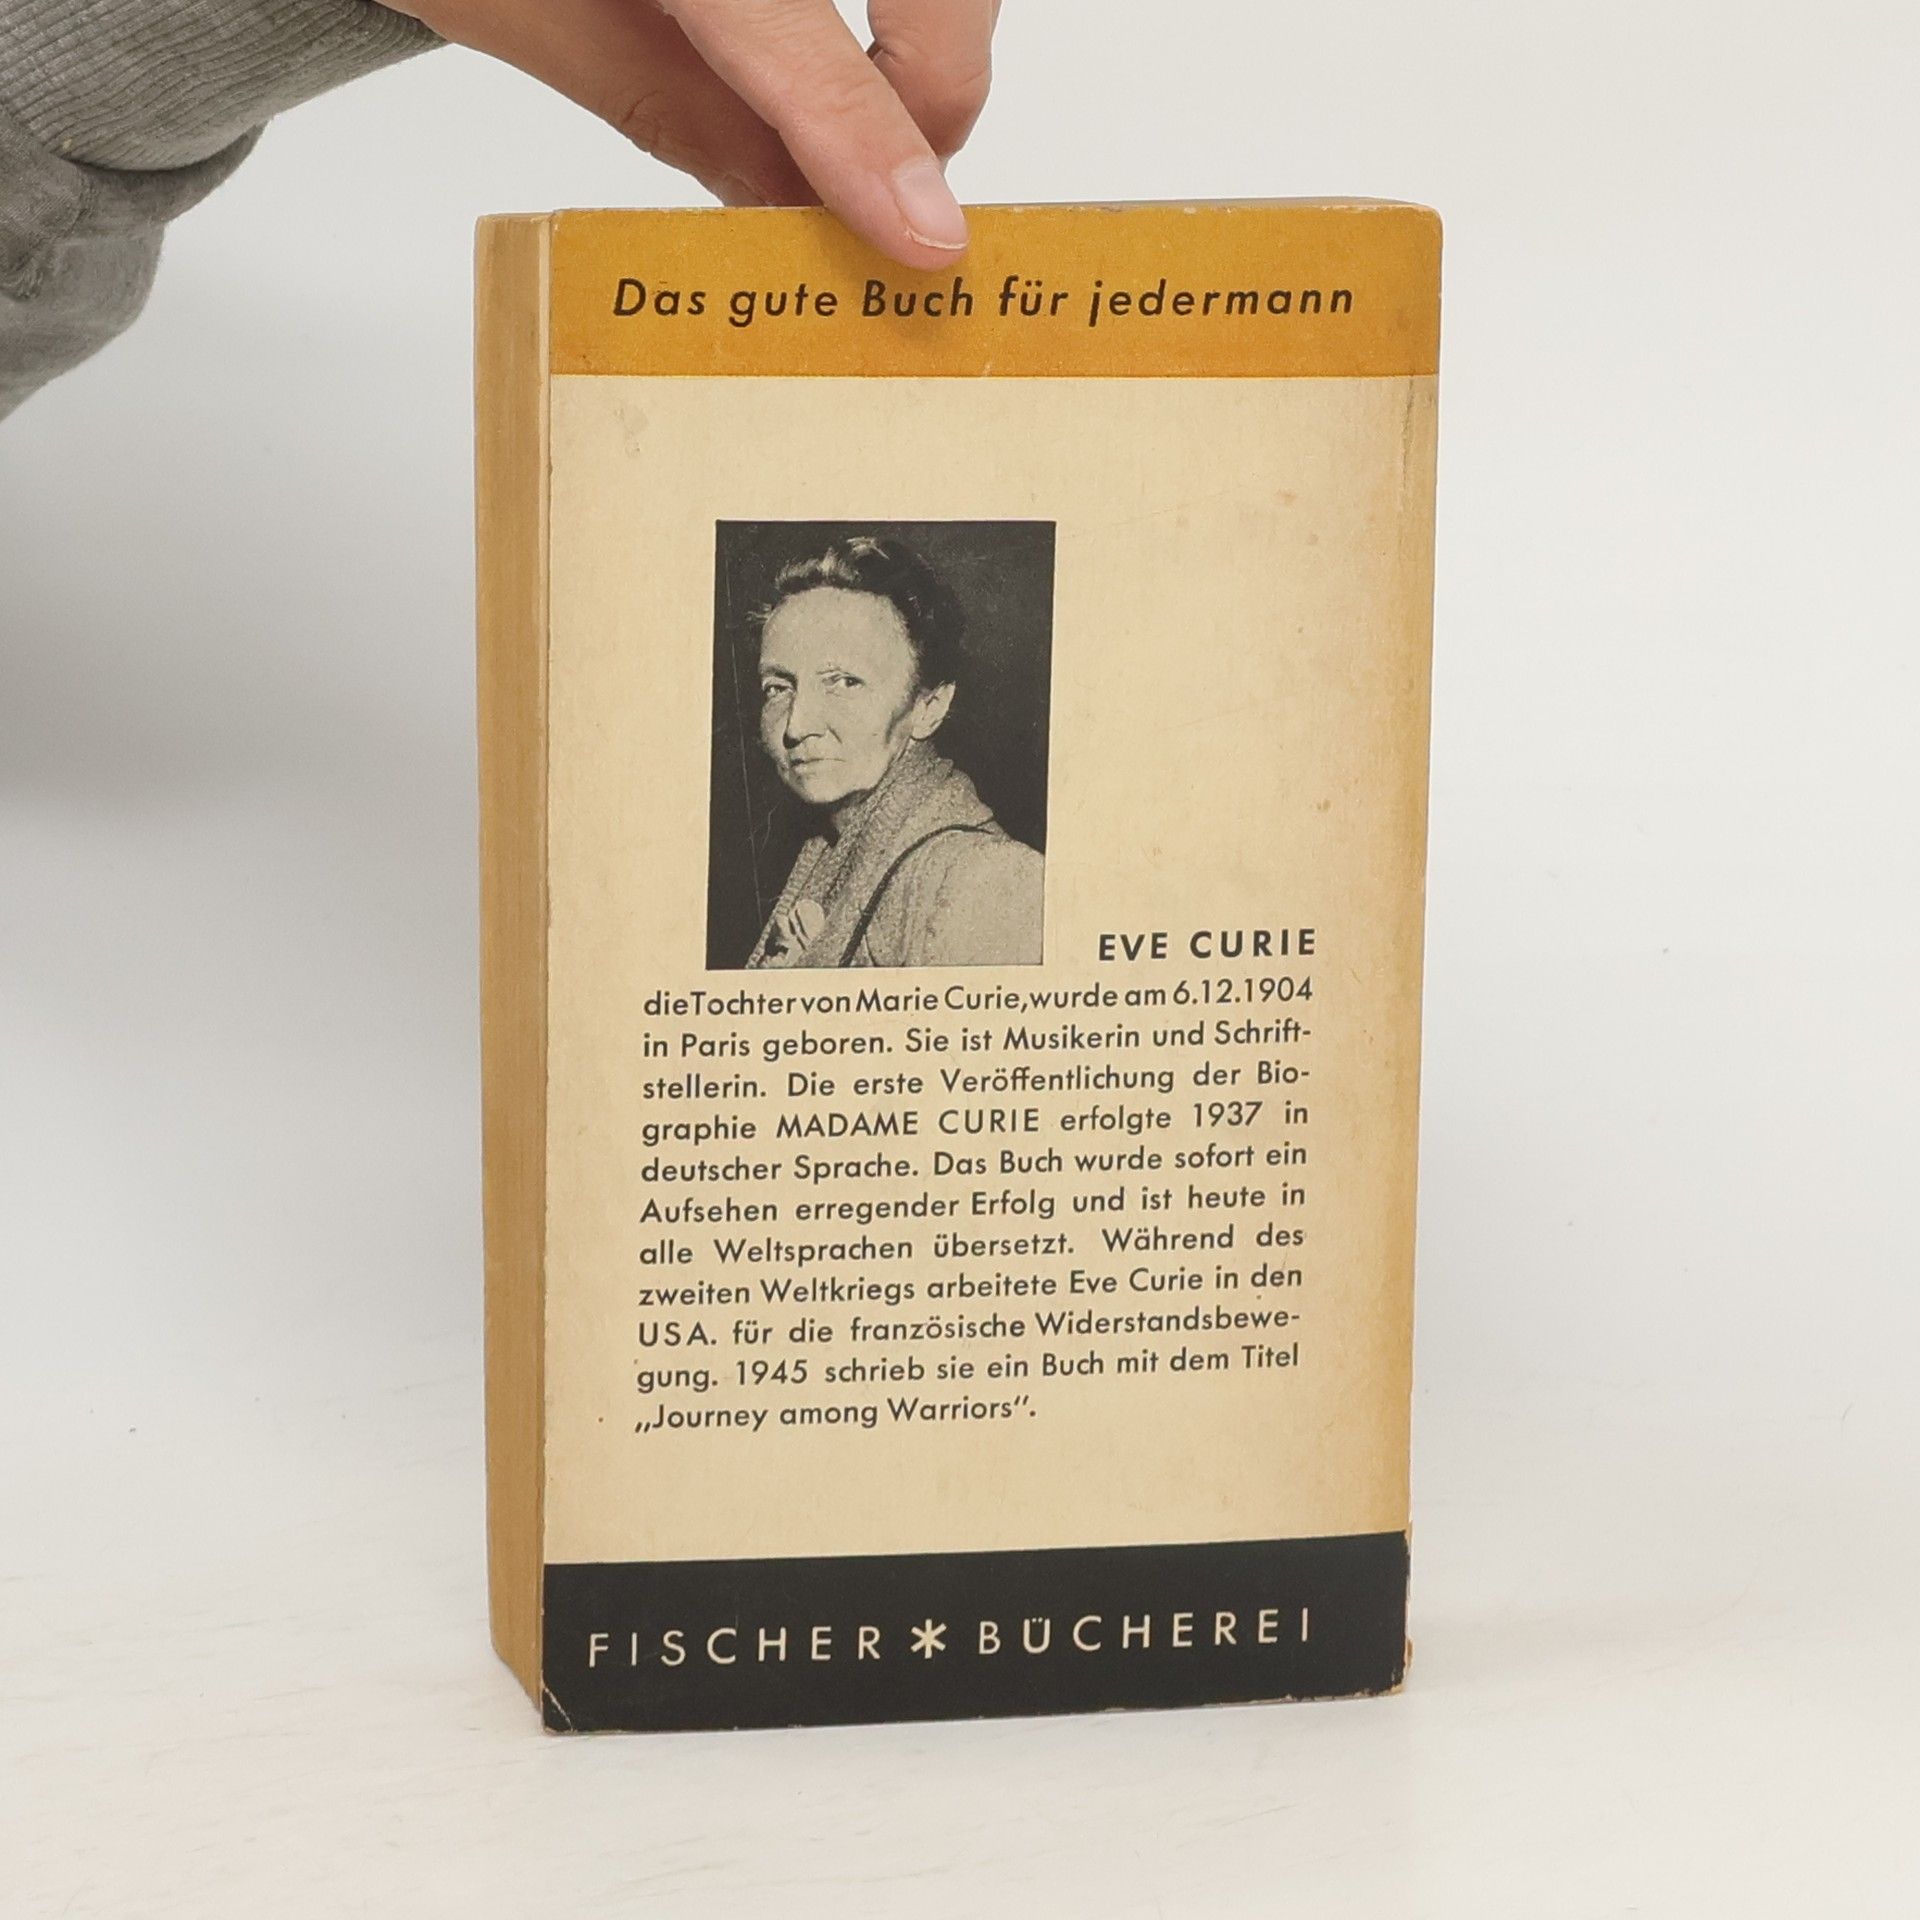 Das gute Buch für jedermann
EVE CURIE
die Tochter von Marie Curie, wurde am 6.12.1904
in Paris geboren. Sie ist Musikerin und Schrift-
stellerin. Die erste Veröffentlichung der Bio-
graphie MADAME CURIE erfolgte 1937 in
deutscher Sprache. Das Buch wurde sofort ein
Aufsehen erregender Erfolg und ist heute in
alle Weltsprachen übersetzt. Während des
zweiten Weltkriegs arbeitete Eve Curie in den
USA. für die französische Widerstandsbewe-
gung. 1945 schrieb sie ein Buch mit dem Titel
„Journey among Warriors“.
FISCHER * BÜCHEREI